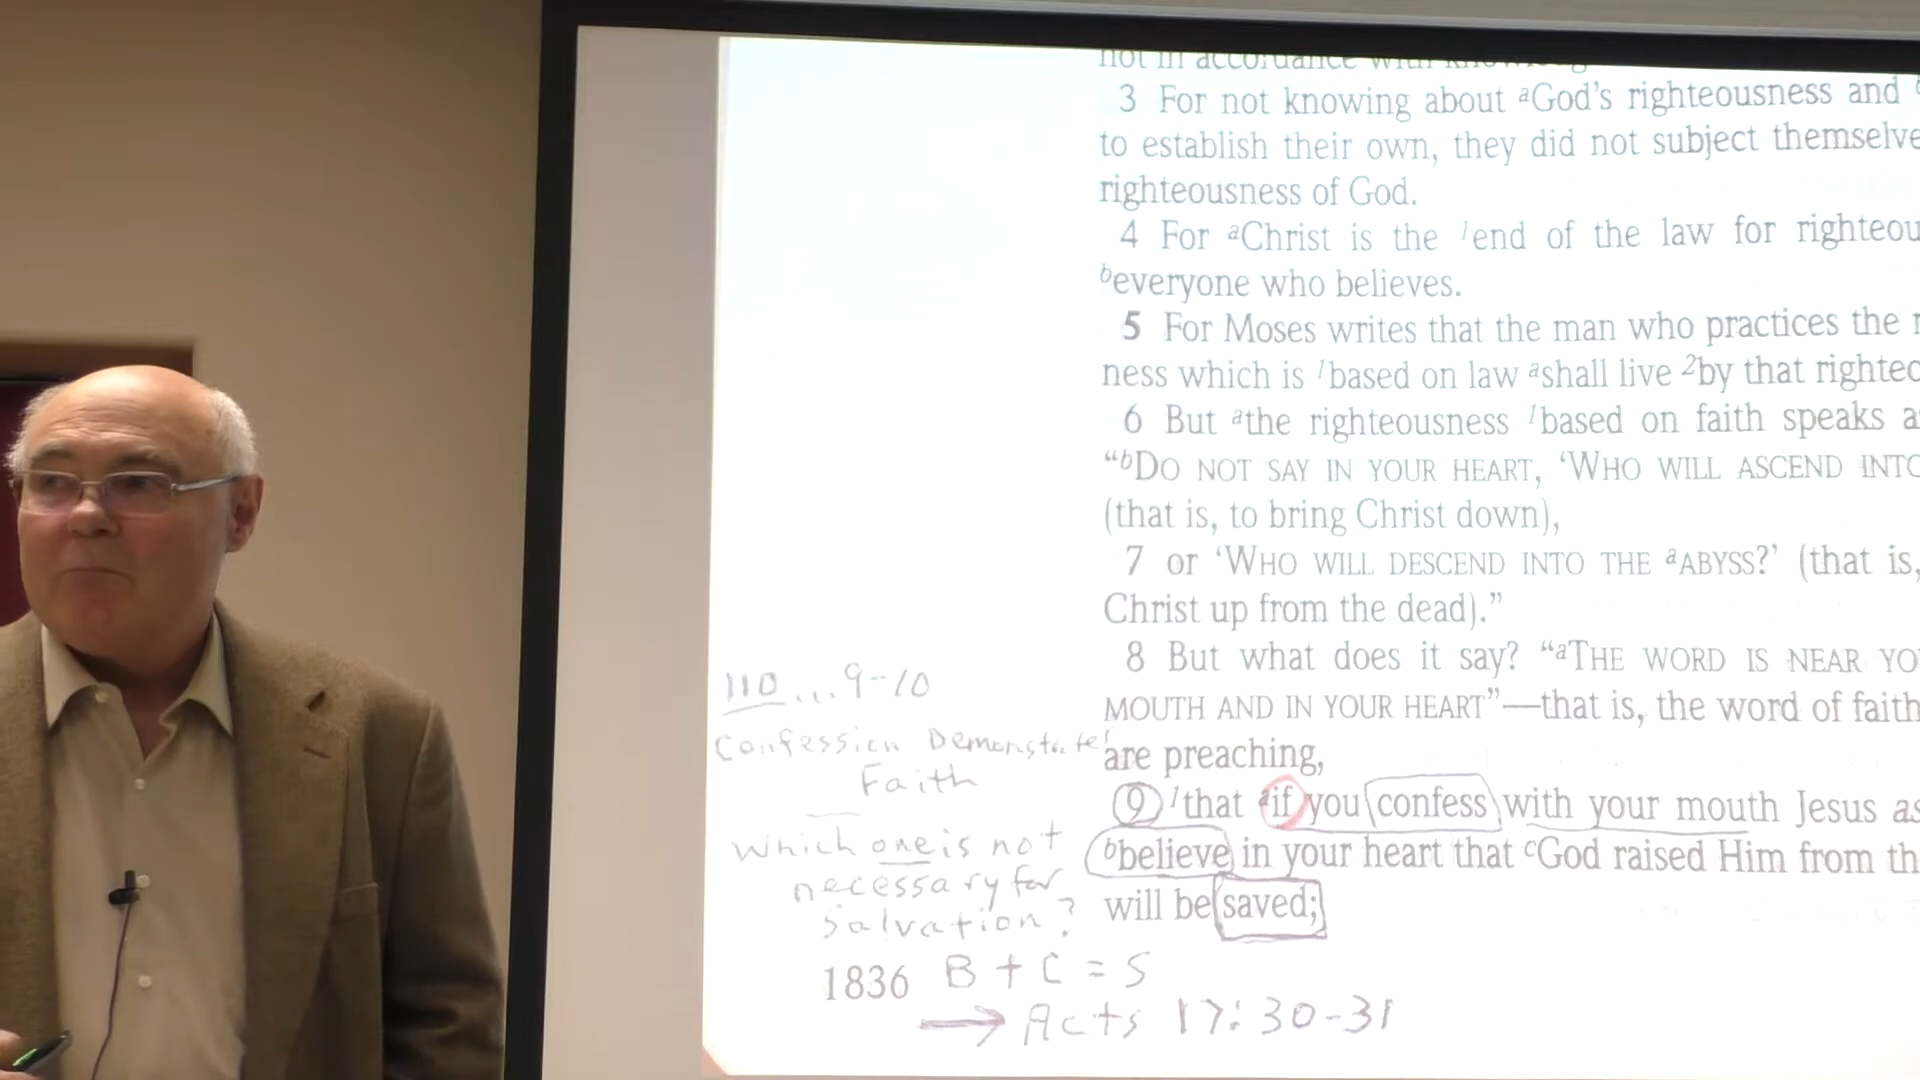 not in accordance with
3 For not knowing about aGod's righteousness and
to establish their own, they did not subject themselve
righteousness of God.
4 For aChrist is the 1end of the law for righteou
beveryone who believes.
5 For Moses writes that the man who practices the r
ness which is 1based on law ashall live 2by that righteo
6 But athe righteousness 1based on faith speaks a
“bDO NOT SAY IN YOUR HEART, ‘WHO WILL ASCEND INTO
(that is, to bring Christ down),
7 or ‘WHO WILL DESCEND INTO THE aABYSS?’ (that is,
Christ up from the dead).”
8 But what does it say? “aTHE WORD IS NEAR YO
MOUTH AND IN YOUR HEART”—that is, the word of faith
are preaching,
9 1that aif you confess with your mouth Jesus as
bbelieve in your heart that cGod raised Him from th
will be saved;
110...9-10
Confession Demonstrates
Faith
Which one is not
necessary for
salvation?
1836 B + C = S
→ Acts 17:30-31